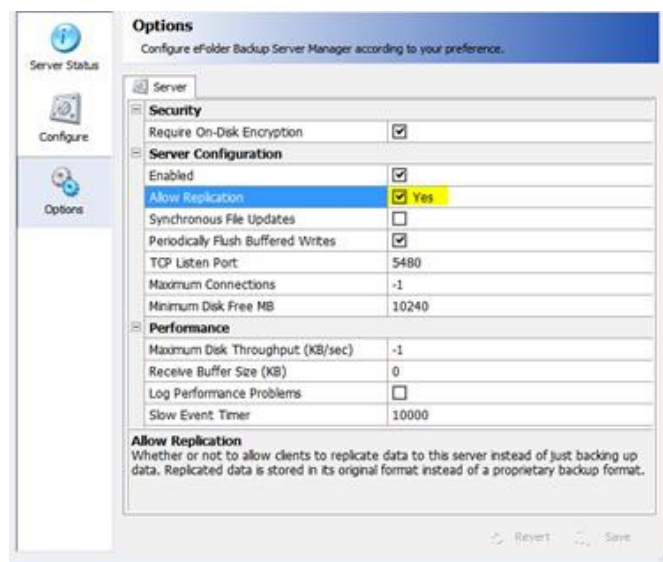 Options
Configure eFolder Backup Server Manager according to your preference.
Server Status
Configure
Options
Server
Security
Require On-Disk Encryption
Server Configuration
Enabled
Allow Replication Yes
Synchronous File Updates
Periodically Flush Buffered Writes
TCP Listen Port 5480
Maximum Connections -1
Minimum Disk Free MB 10240
Performance
Maximum Disk Throughput (KB/sec) -1
Receive Buffer Size (KB) 0
Log Performance Problems
Slow Event Timer 10000
Allow Replication
Whether or not to allow clients to replicate data to this server instead of just backing up
data. Replicated data is stored in its original format instead of a proprietary backup format.
Revert Save